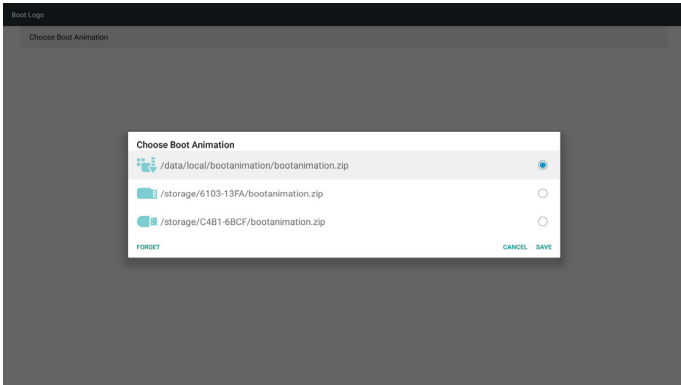 Boot Logo
Choose Boot Animation
Choose Boot Animation
/data/local/bootanimation/bootanimation.zip
/storage/6103-13FA/bootanimation.zip
/storage/C4B1-6BCF/bootanimation.zip
FORGET CANCEL SAVE